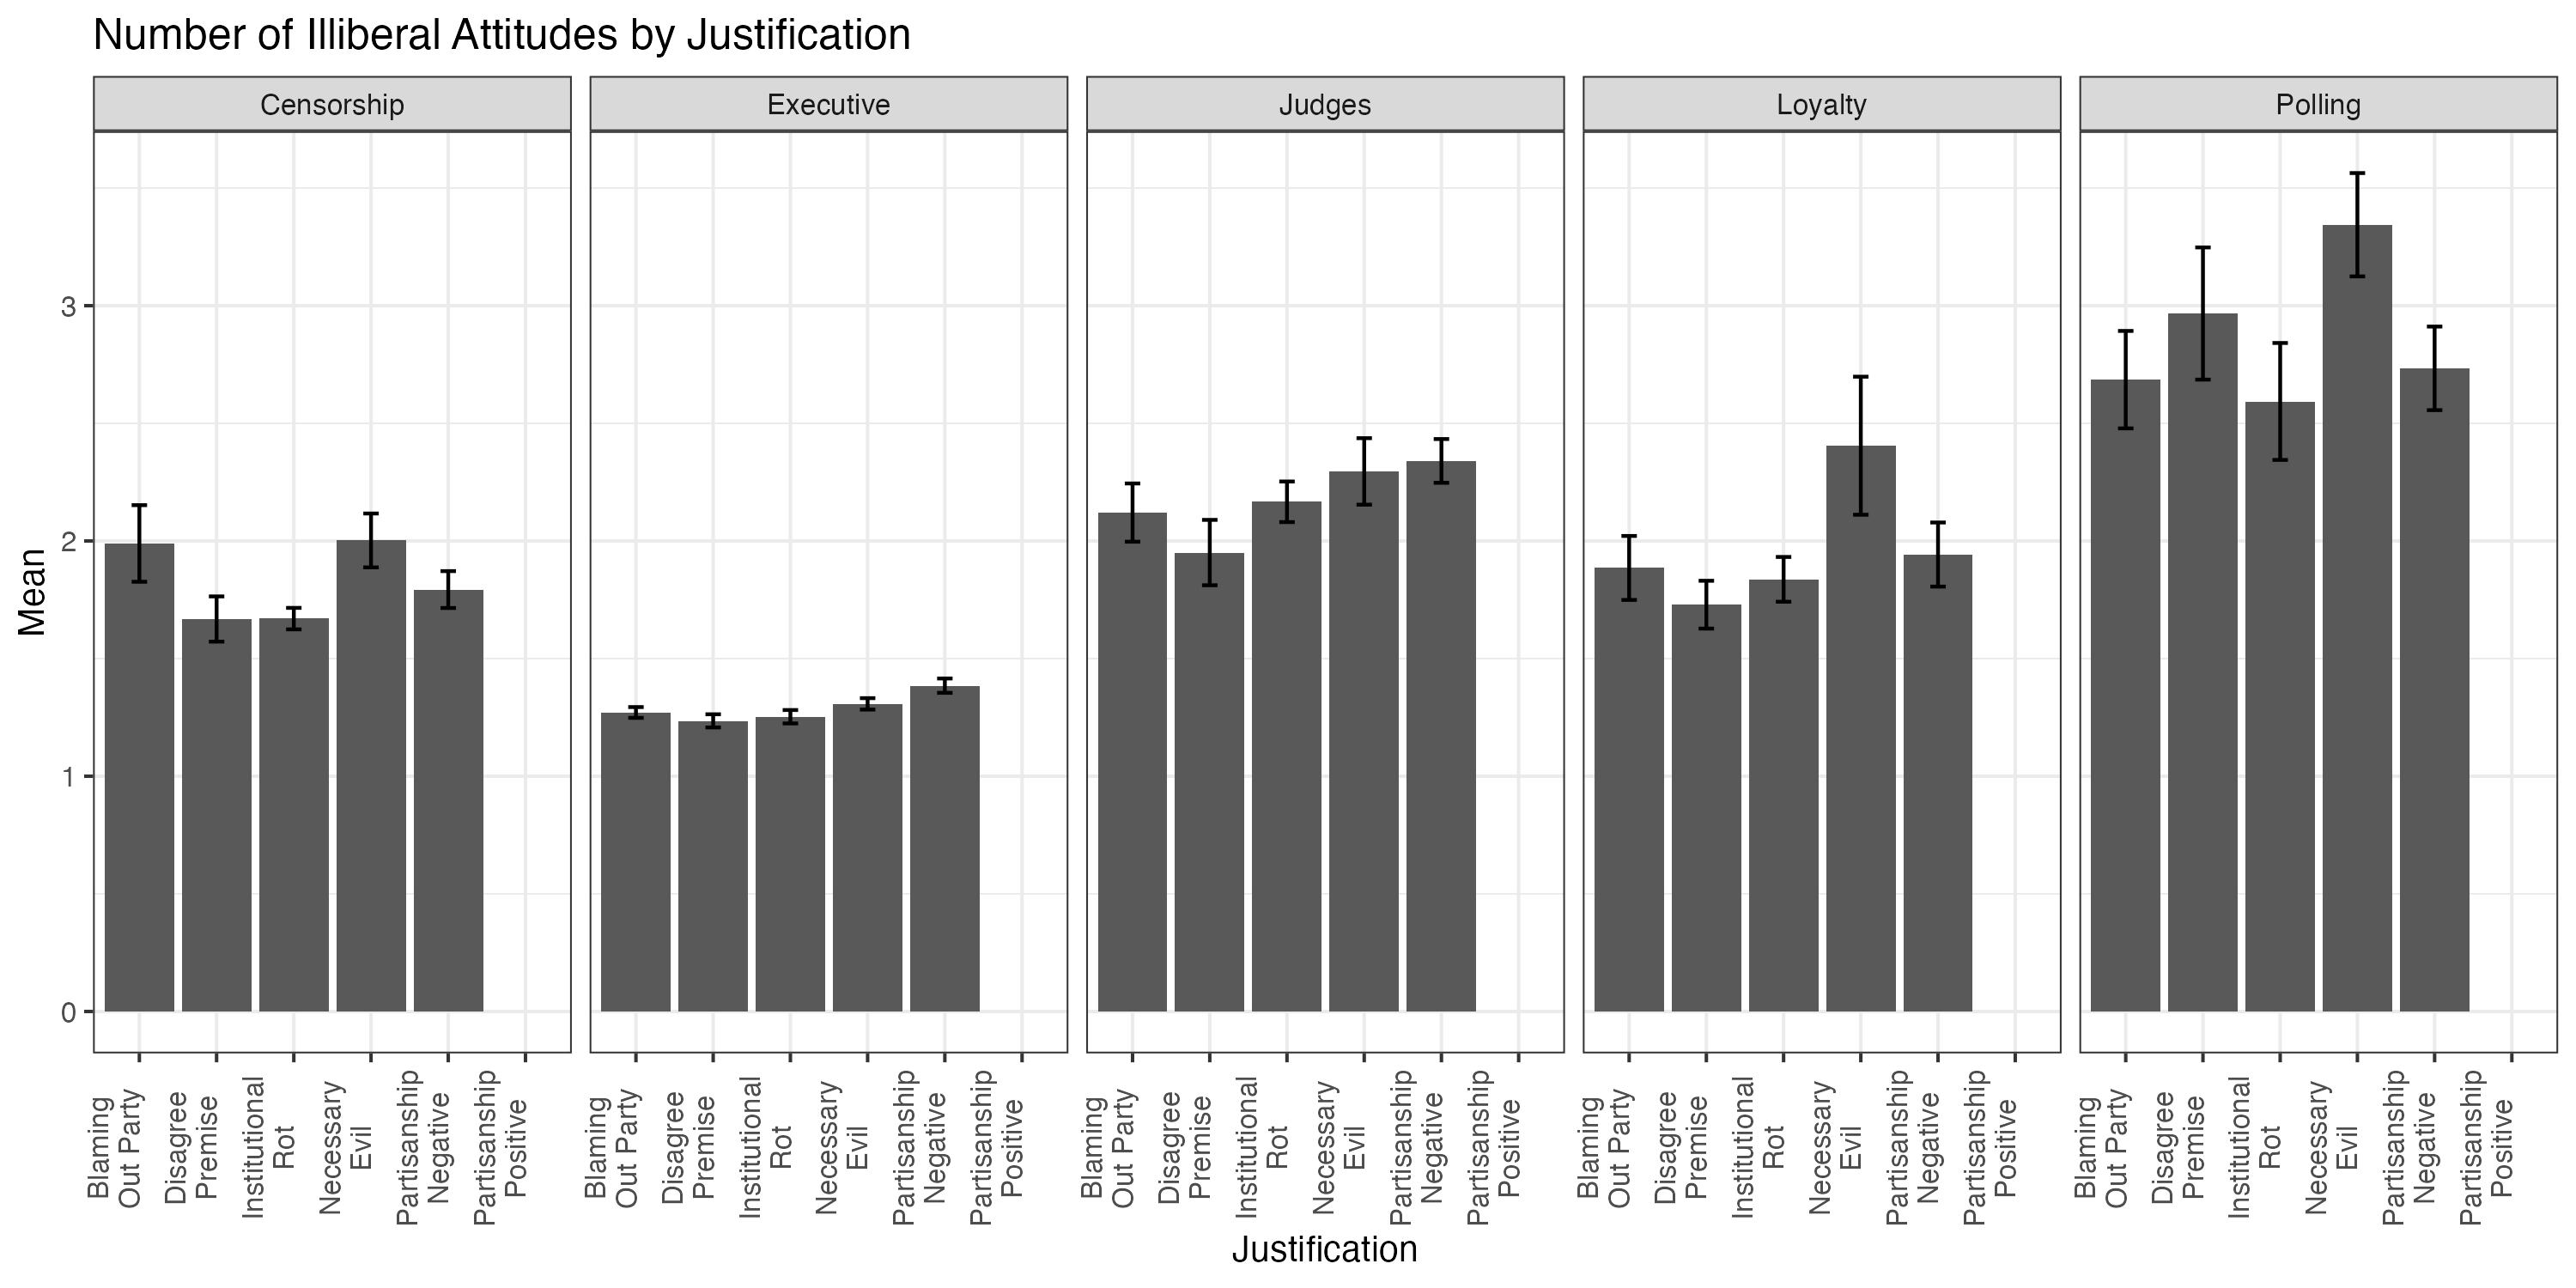 Number of Illiberal Attitudes by Justification
Censorship
Executive
Judges
Loyalty
Polling
Mean
3
2
1
0
Blaming
Out Party
Disagree
Premise
Institutional
Rot
Necessary
Evil
Partisanship
Negative
Partisanship
Positive
Blaming
Out Party
Disagree
Premise
Institutional
Rot
Necessary
Evil
Partisanship
Negative
Partisanship
Positive
Blaming
Out Party
Disagree
Premise
Institutional
Rot
Necessary
Evil
Partisanship
Negative
Partisanship
Positive
Blaming
Out Party
Disagree
Premise
Institutional
Rot
Necessary
Evil
Partisanship
Negative
Partisanship
Positive
Blaming
Out Party
Disagree
Premise
Institutional
Rot
Necessary
Evil
Partisanship
Negative
Partisanship
Positive
Justification